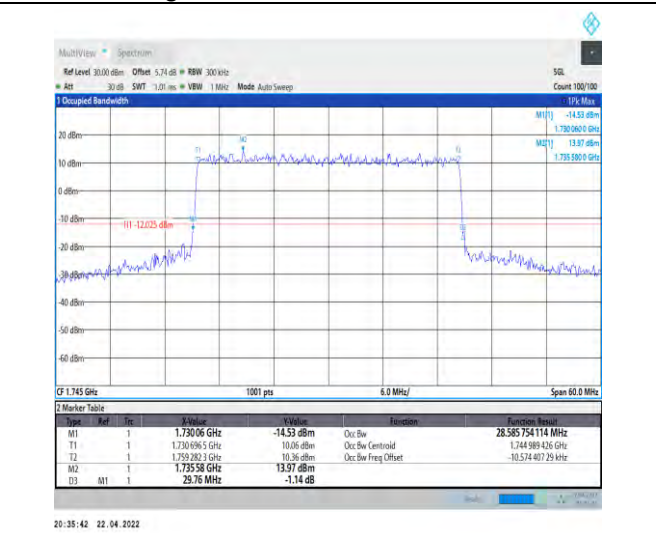 MultiView Spectrum
Ref Level 30.00 dBm Offset 5.74 dB RBW 300 kHz SGL
Att 30 dB SWT 1.01 ms VBW 1 MHz Mode Auto Sweep Count 100/100
1 Occupied Bandwidth 1Pk Max
M1[1] -14.53 dBm
1.730 060 0 GHz
M2[1] 13.97 dBm
1.735 580 0 GHz
20 dBm
M2
T1 T2
10 dBm
0 dBm
-10 dBm
H1 -12.025 dBm
-20 dBm
-30 dBm
-40 dBm
-50 dBm
-60 dBm
CF 1.745 GHz 1001 pts 6.0 MHz/ Span 60.0 MHz
2 Marker Table
Type Ref Trc X-Value Y-Value Function Function Result
M1 1 1.73006 GHz -14.53 dBm Occ Bw 28.585 754 114 MHz
T1 1 1.730 696 5 GHz 10.06 dBm Occ Bw Centroid 1.744 989 426 GHz
T2 1 1.759 282 3 GHz 10.36 dBm Occ Bw Freq Offset -10.574 407 29 kHz
M2 1 1.735 58 GHz 13.97 dBm
D3 M1 1 29.76 MHz -1.14 dB
20:35:42 22.04.2022